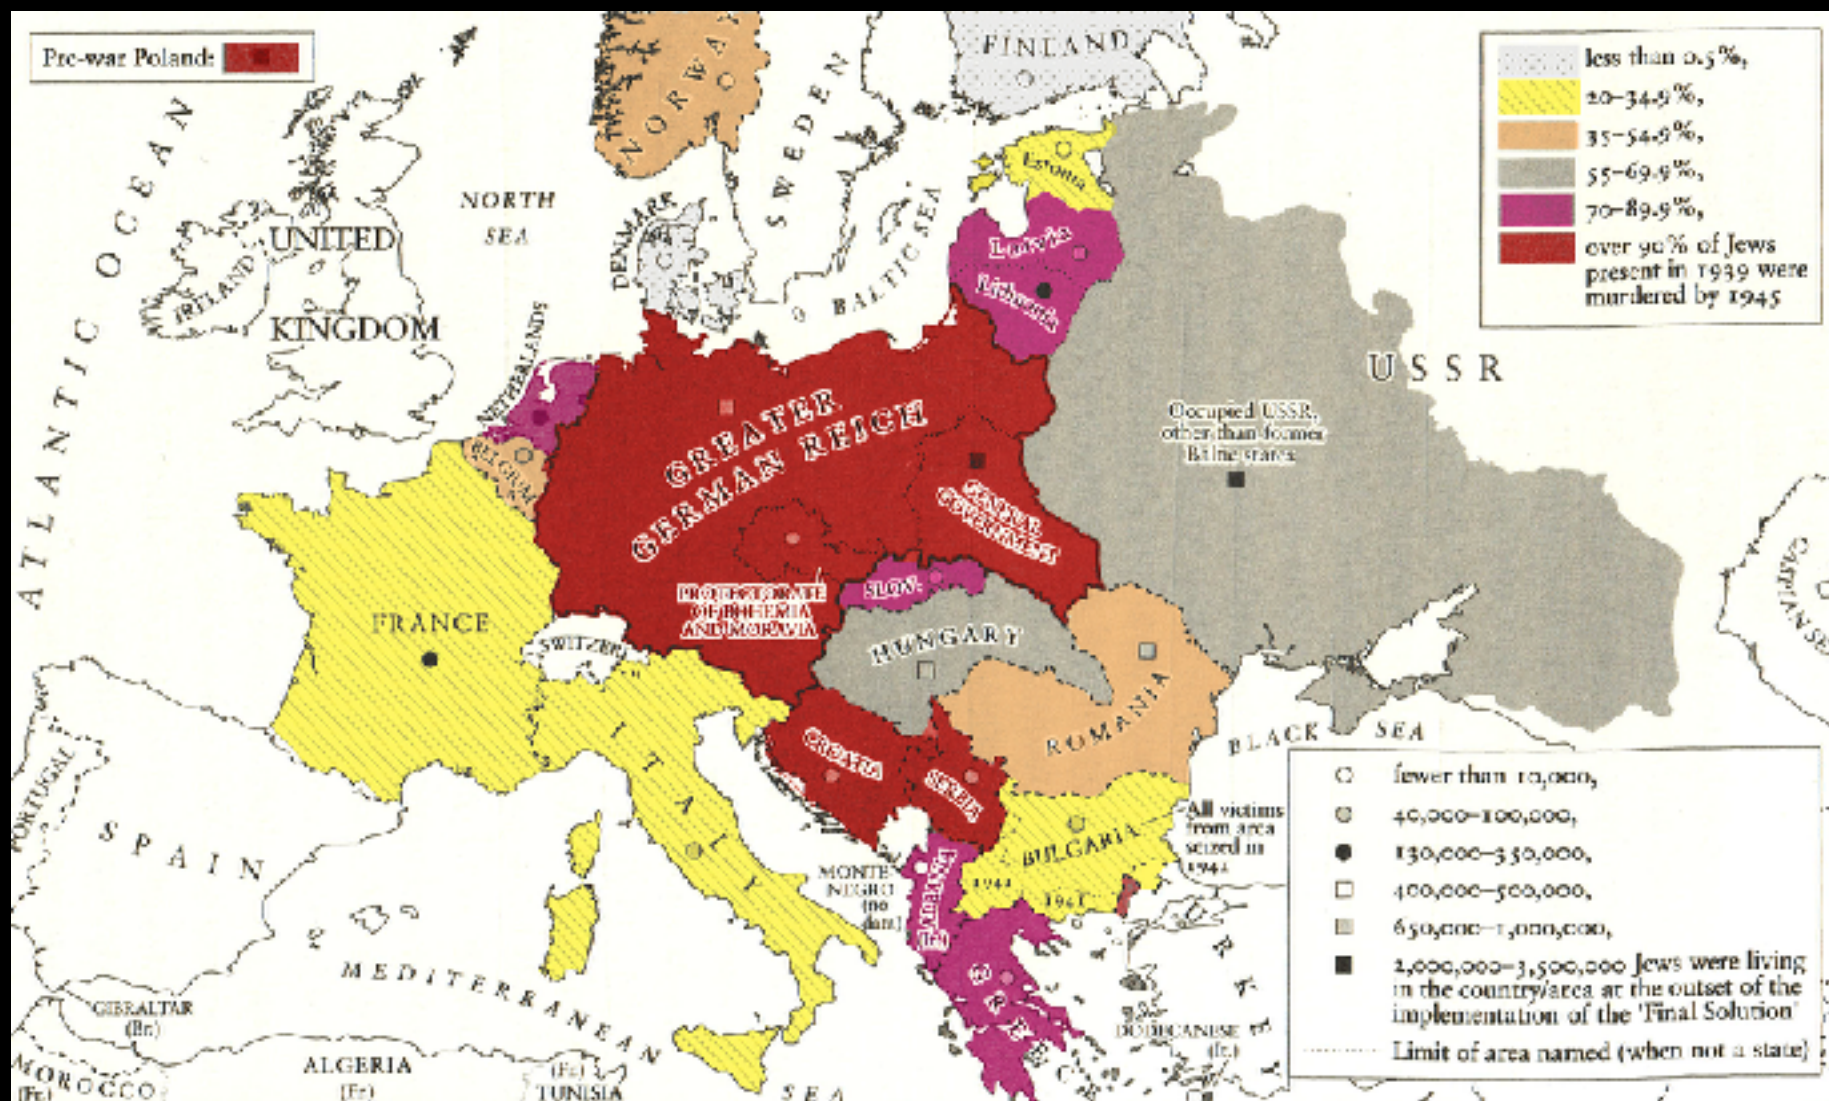 Pre-war Poland:
less than 0.5%,
20–34.9%,
35–54.9%,
55–69.9%,
70–89.9%,
over 90% of Jews
present in 1939 were
murdered by 1945
NORWAY
FINLAND
SWEDEN
Estonia
Latvia
Lithuania
ATLANTIC OCEAN
NORTH
SEA
UNITED
KINGDOM
IRELAND
DENMARK
BALTIC SEA
NETHERLANDS
BELGIUM
GREATER
GERMAN REICH
GENERAL
GOVERNMENT
USSR
Occupied USSR,
other than former
Baltic states
PROTECTORATE
OF BOHEMIA
AND MORAVIA
SLOV.
FRANCE
SWITZER
HUNGARY
ROMANIA
CASPIAN
ITALY
CROATIA
SERBIA
BLACK SEA
PORTUGAL
SPAIN
BULGARIA
1941
1941
All victims
from area
seized in
1941
MONTE
NEGRO
(no
data)
(It.)
MEDITERRANEAN
SEA
GIBRALTAR
(Br.)
MOROCCO
(Fr.)
ALGERIA
(Fr.)
(Fr.)
TUNISIA
DODECANESE
(It.)
fewer than 10,000,
40,000–100,000,
130,000–350,000,
400,000–500,000,
650,000–1,000,000,
2,000,000–3,500,000 Jews were living
in the country/area at the outset of the
implementation of the 'Final Solution'
Limit of area named (when not a state)